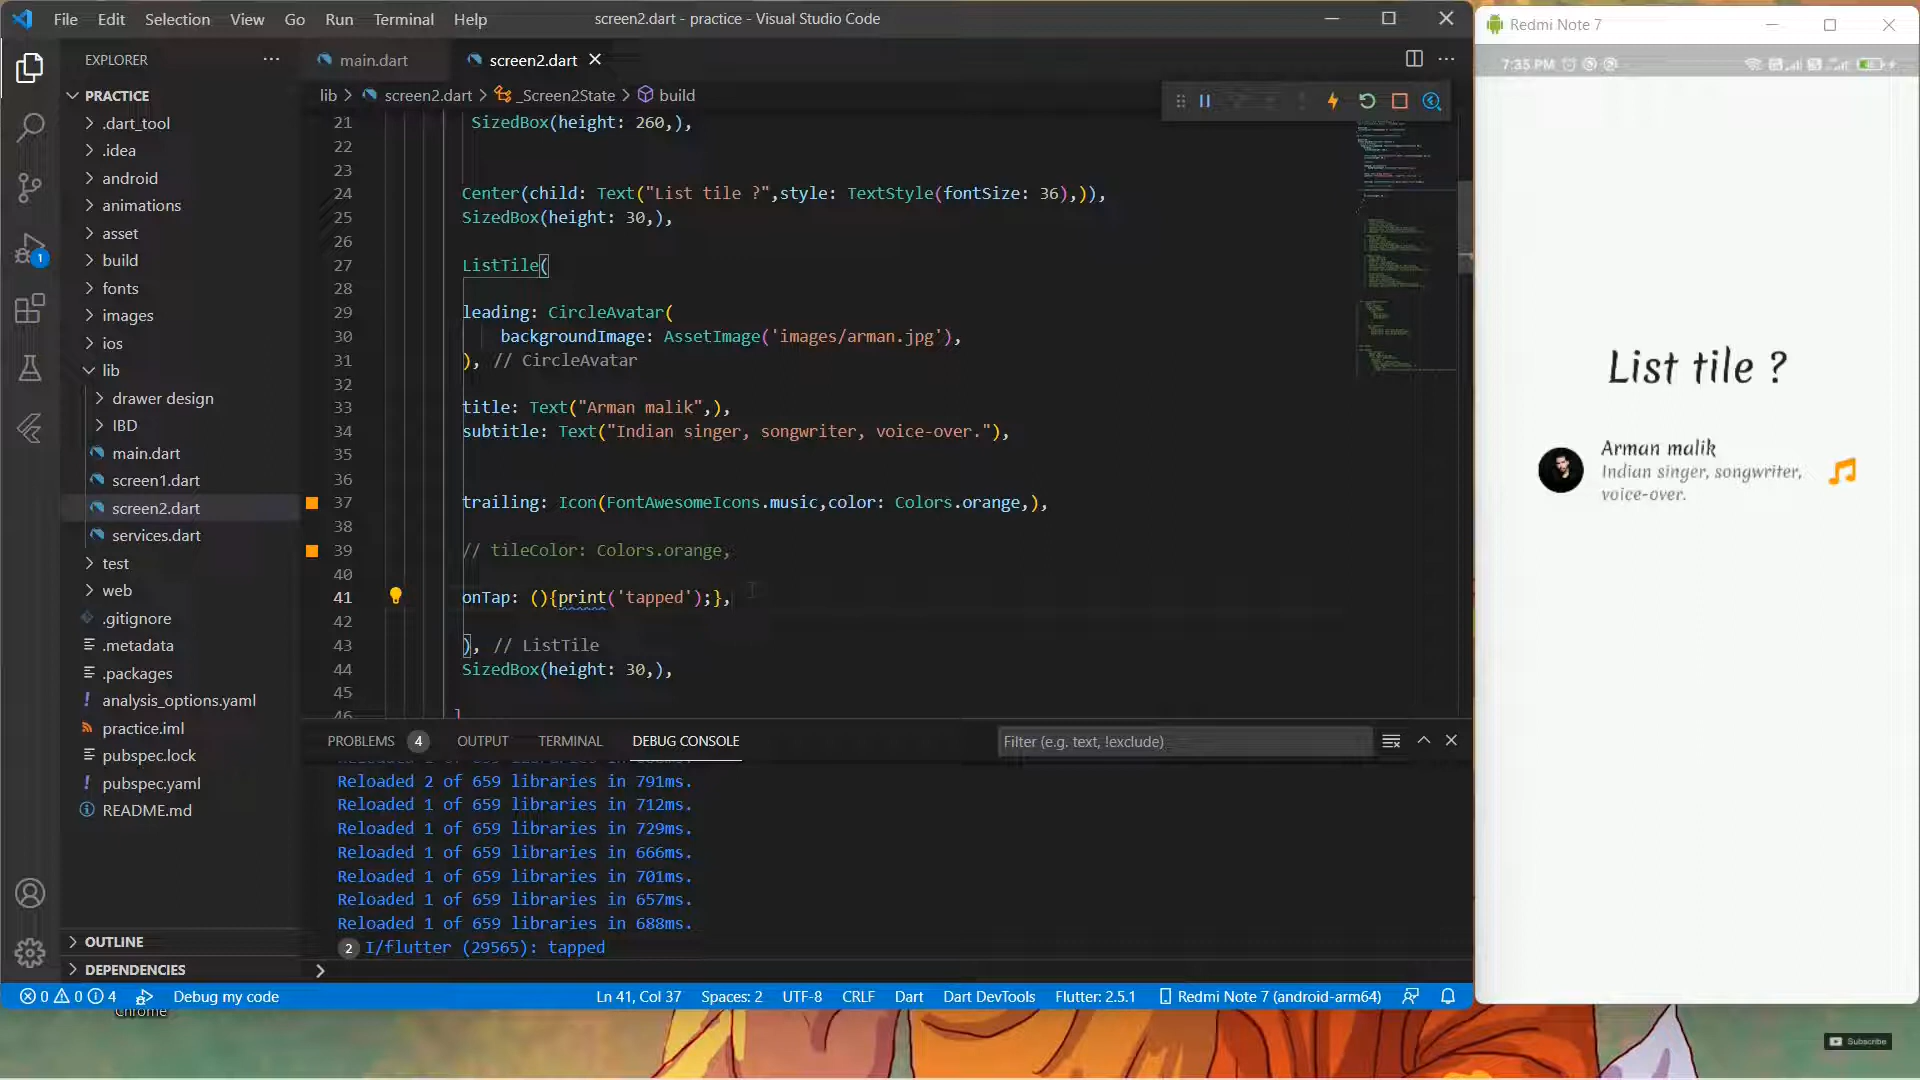 File Edit Selection View Go Run Terminal Help
screen2.dart - practice - Visual Studio Code
EXPLORER
PRACTICE
.dart_tool
.idea
android
animations
asset
build
fonts
images
ios
lib
drawer design
IBD
main.dart
screen1.dart
screen2.dart
services.dart
test
web
.gitignore
.metadata
.packages
analysis_options.yaml
practice.iml
pubspec.lock
pubspec.yaml
README.md
OUTLINE
DEPENDENCIES
1
main.dart
screen2.dart
lib > screen2.dart > _Screen2State > build
21 SizedBox(height: 260,),
22
23
24 Center(child: Text("List tile ?",style: TextStyle(fontSize: 36),)),
25 SizedBox(height: 30,),
26
27 ListTile(
28
29 leading: CircleAvatar(
30 backgroundImage: AssetImage('images/arman.jpg'),
31 ), // CircleAvatar
32
33 title: Text("Arman malik",),
34 subtitle: Text("Indian singer, songwriter, voice-over."),
35
36
37 trailing: Icon(FontAwesomeIcons.music,color: Colors.orange,),
38
39 // tileColor: Colors.orange,
40
41 onTap: (){print('tapped');},
42
43 ), // ListTile
44 SizedBox(height: 30,),
45
46 ]
PROBLEMS 4 OUTPUT TERMINAL DEBUG CONSOLE
Filter (e.g. text, !exclude)
Reloaded 2 of 659 libraries in 791ms.
Reloaded 1 of 659 libraries in 712ms.
Reloaded 1 of 659 libraries in 729ms.
Reloaded 1 of 659 libraries in 666ms.
Reloaded 1 of 659 libraries in 701ms.
Reloaded 1 of 659 libraries in 657ms.
Reloaded 1 of 659 libraries in 688ms.
2 I/flutter (29565): tapped
0 0 4 Debug my code
Ln 41, Col 37 Spaces: 2 UTF-8 CRLF Dart Dart DevTools Flutter: 2.5.1 Redmi Note 7 (android-arm64)
Chrome
Redmi Note 7
7:35 PM
List tile ?
Arman malik
Indian singer, songwriter,
voice-over.
Subscribe